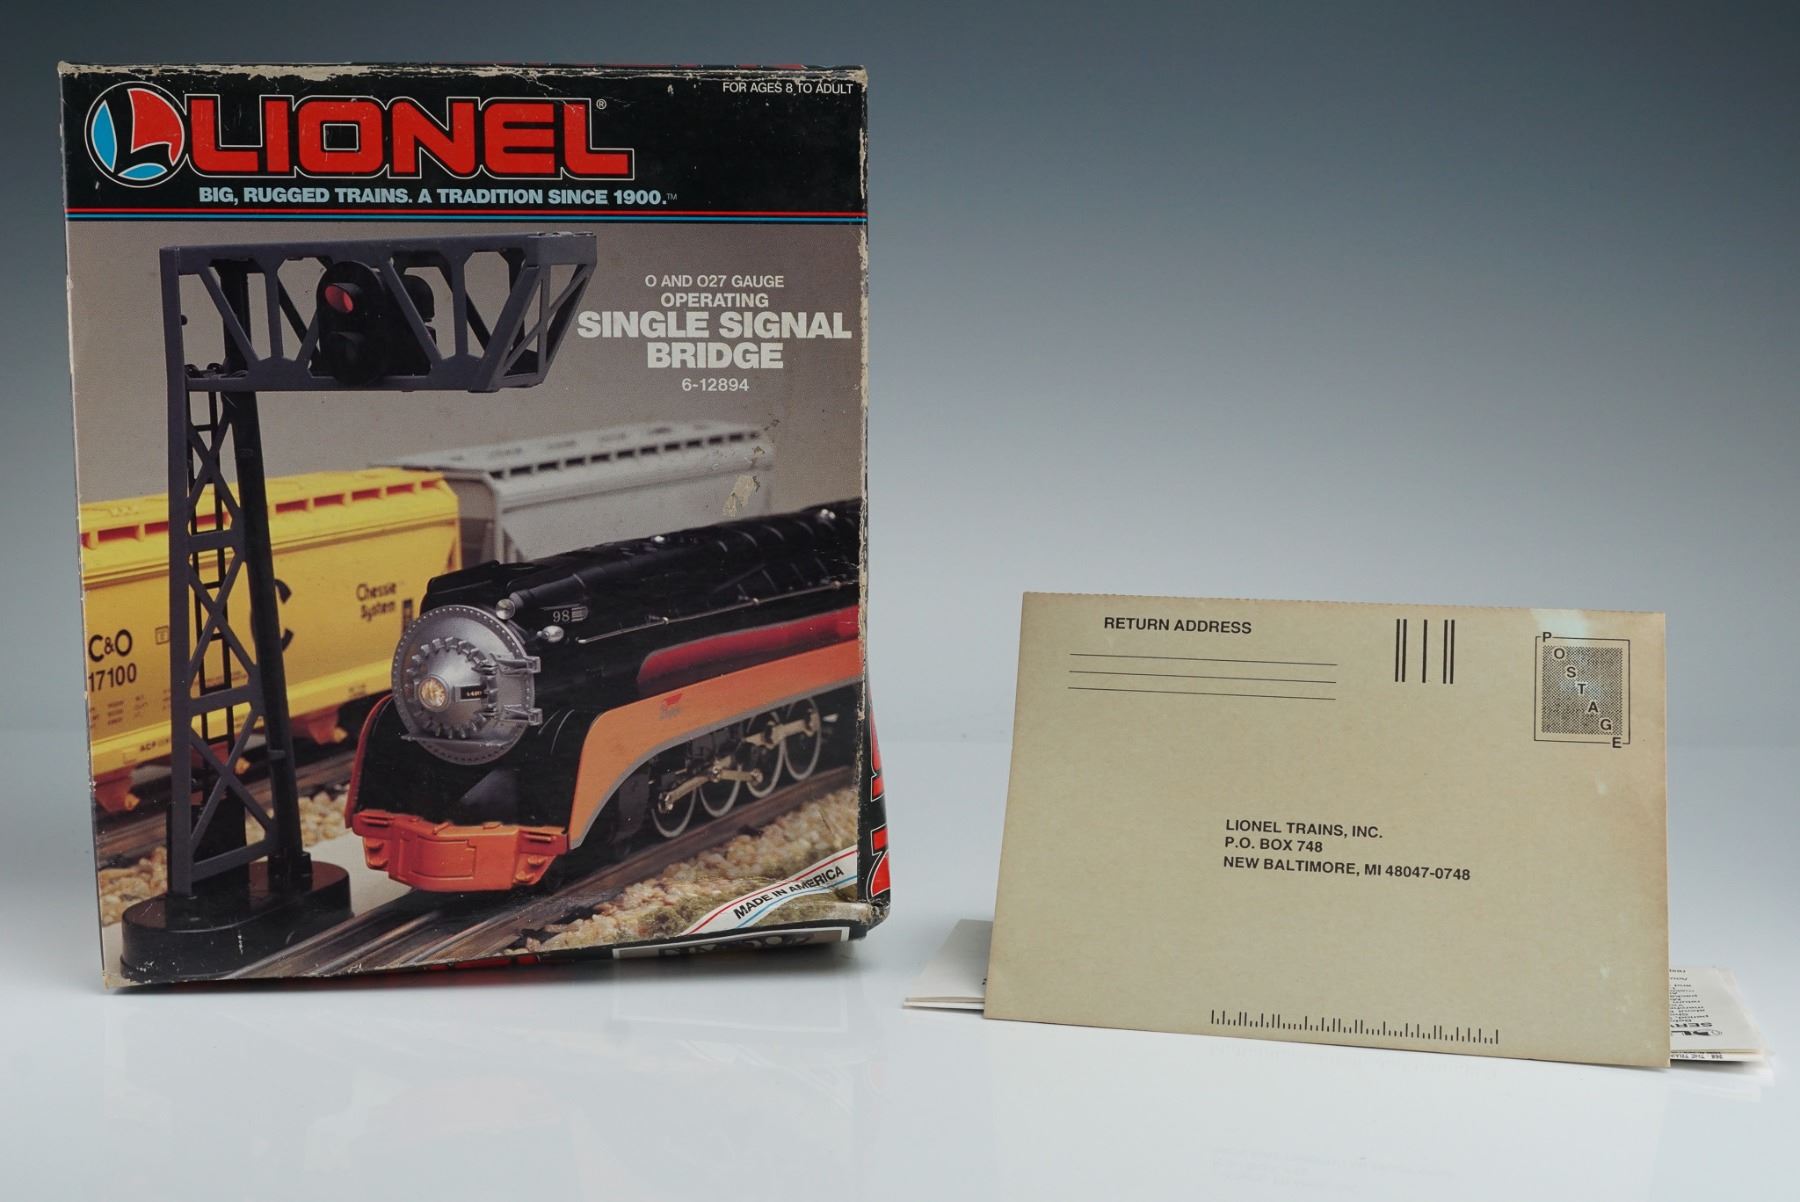 FOR AGES 8 TO ADULT
LIONEL®
BIG, RUGGED TRAINS. A TRADITION SINCE 1900.™
O AND O27 GAUGE
OPERATING
SINGLE SIGNAL
BRIDGE
6-12894
98
Chessie
System
C&O
17100
C
MADE IN AMERICA
RETURN ADDRESS
POSTAGE
LIONEL TRAINS, INC.
P.O. BOX 748
NEW BALTIMORE, MI 48047-0748